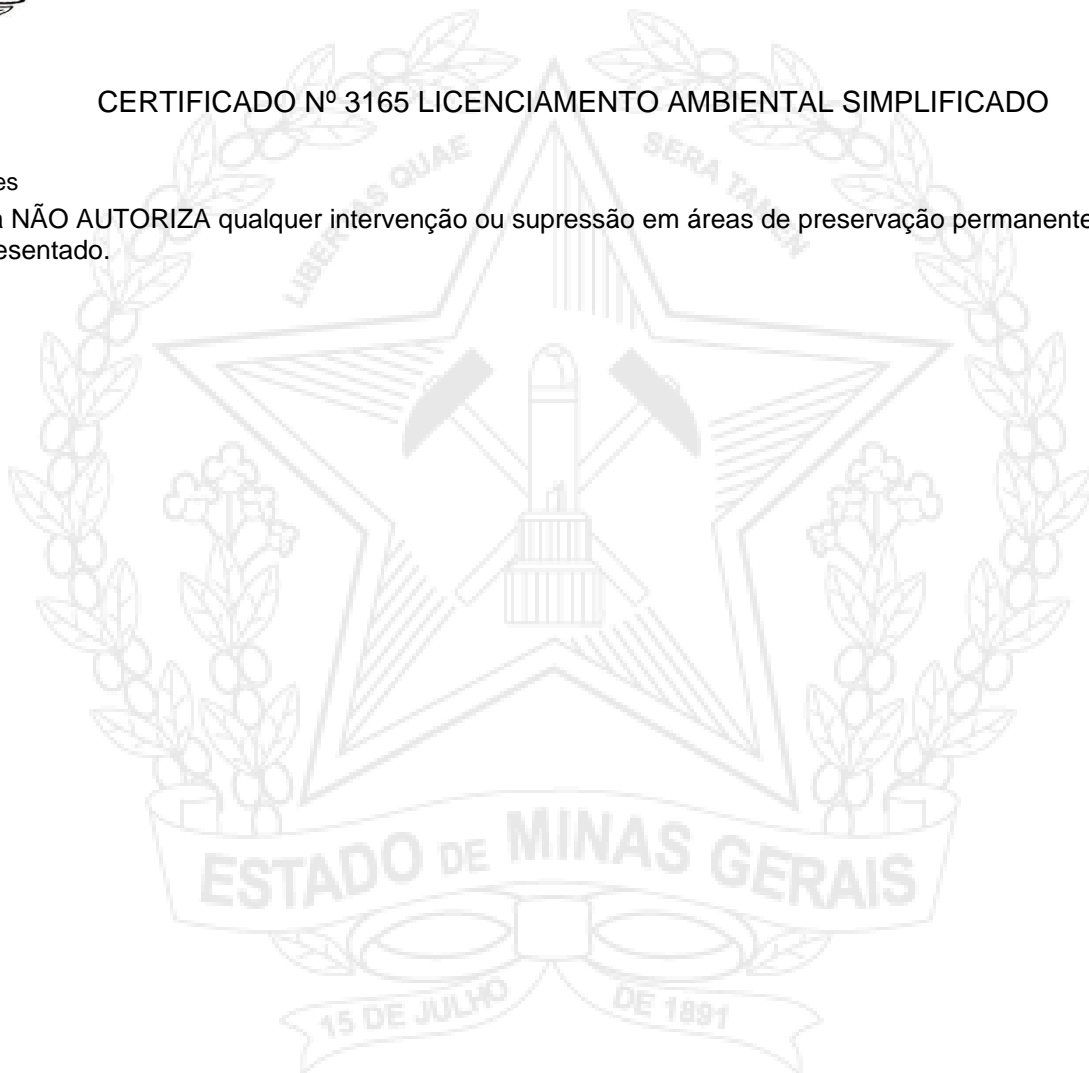 CERTIFICADO Nº 3165 LICENCIAMENTO AMBIENTAL SIMPLIFICADO
LIBERTAS QUAE SERA TAMEN
es
a NÃO AUTORIZA qualquer intervenção ou supressão em áreas de preservação permanente
esentado.
ESTADO DE MINAS GERAIS
15 DE JULHO DE 1891